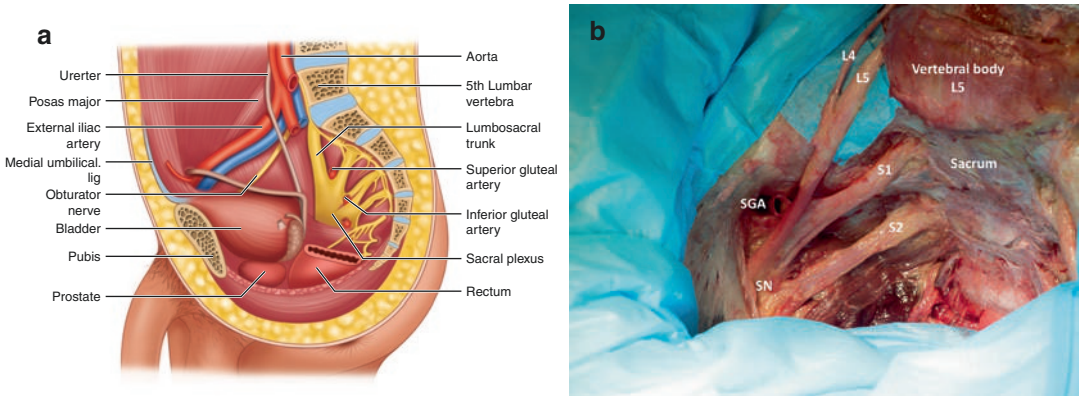 a
Urerter
Posas major
External iliac
artery
Medial umbilical.
lig
Obturator
nerve
Bladder
Pubis
Prostate
Aorta
5th Lumbar
vertebra
Lumbosacral
trunk
Superior gluteal
artery
Inferior gluteal
artery
Sacral plexus
Rectum
b
L4
L5
Vertebral body
L5
S1
Sacrum
SGA
S2
SN